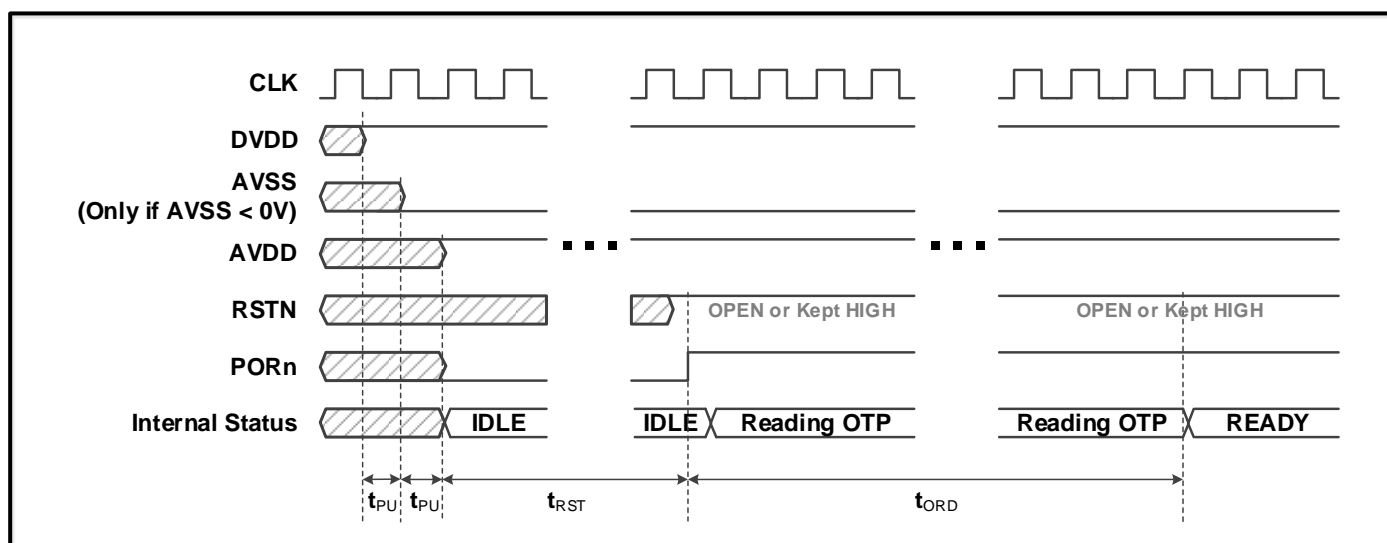 CLK
DVDD
AVSS
(Only if AVSS < 0V)
AVDD
RSTN OPEN or Kept HIGH OPEN or Kept HIGH
PORn
Internal Status IDLE IDLE Reading OTP Reading OTP READY
tPU tPU tRST tORD